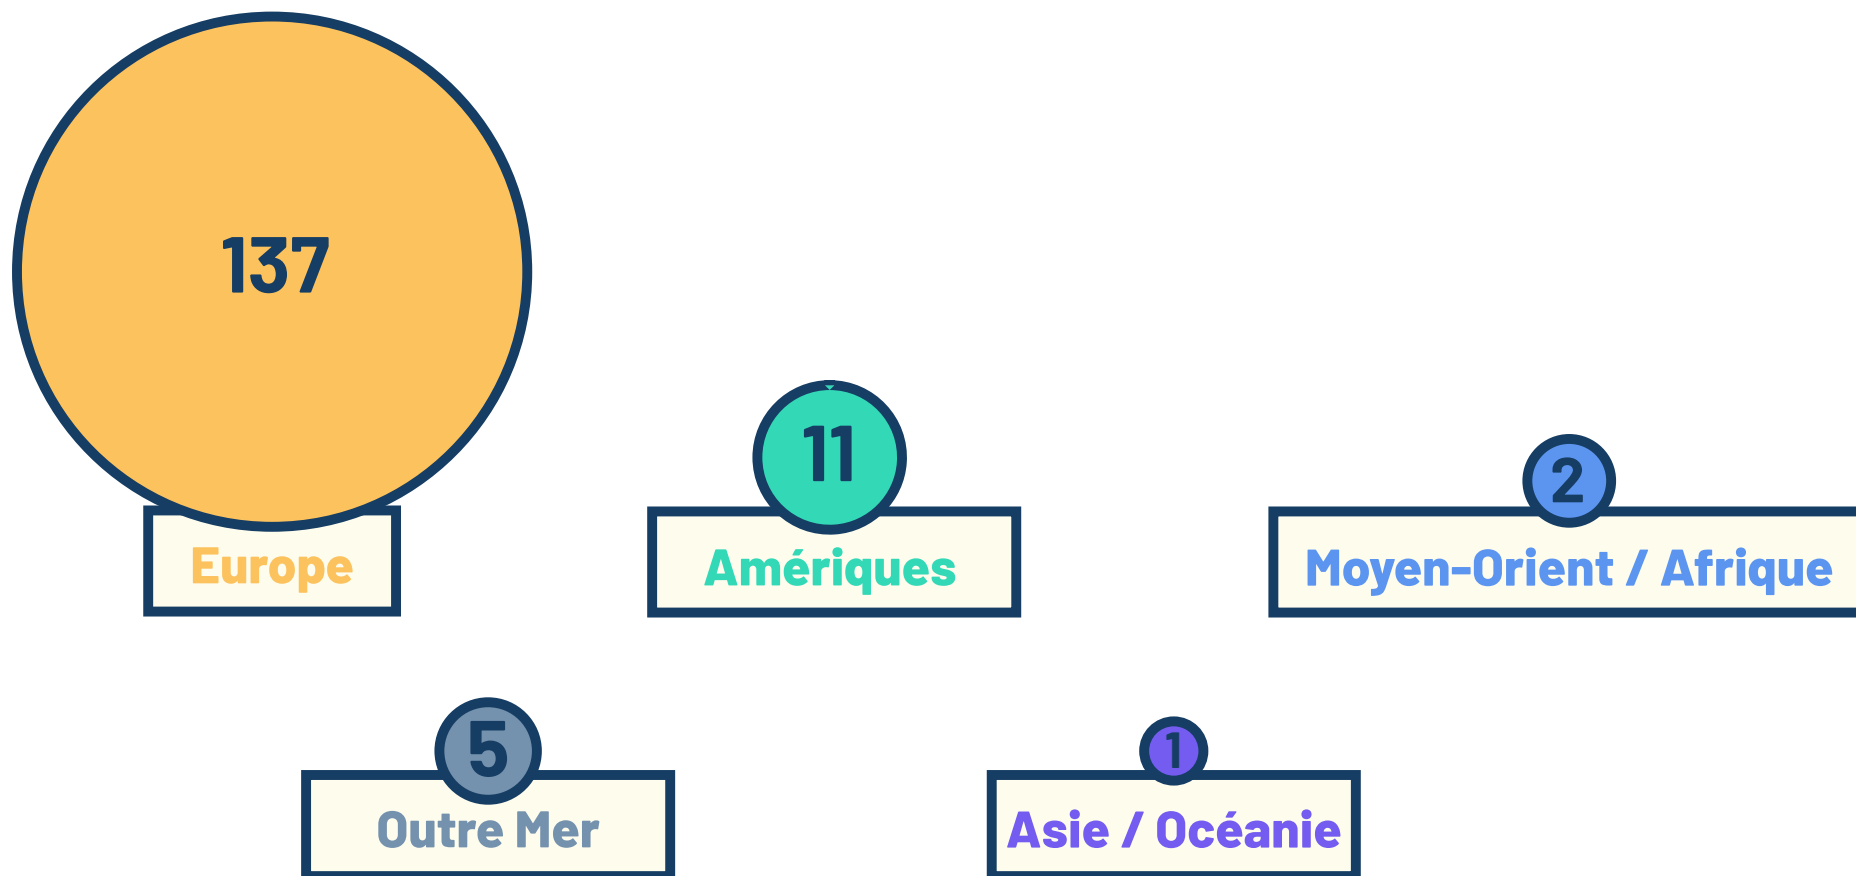 137
Europe
11
Amériques
2
Moyen-Orient / Afrique
5
Outre Mer
1
Asie / Océanie